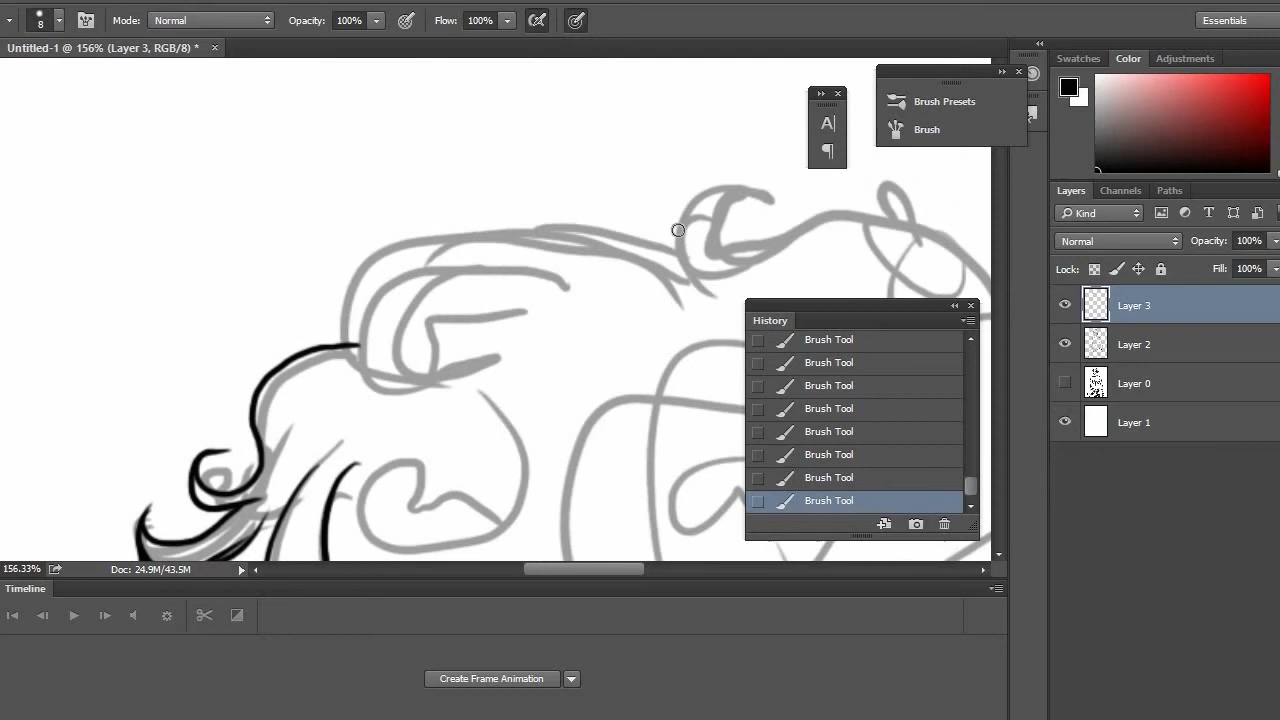 8 Mode: Normal Opacity: 100% Flow: 100% Essentials
Untitled-1 @ 156% (Layer 3, RGB/8) *
Swatches Color Adjustments
Brush Presets
Brush
A
¶
Layers Channels Paths
Kind
Normal Opacity: 100%
Lock: Fill: 100%
Layer 3
Layer 2
Layer 0
Layer 1
History
Brush Tool
Brush Tool
Brush Tool
Brush Tool
Brush Tool
Brush Tool
Brush Tool
Brush Tool
156.33% Doc: 24.9M/43.5M
Timeline
Create Frame Animation